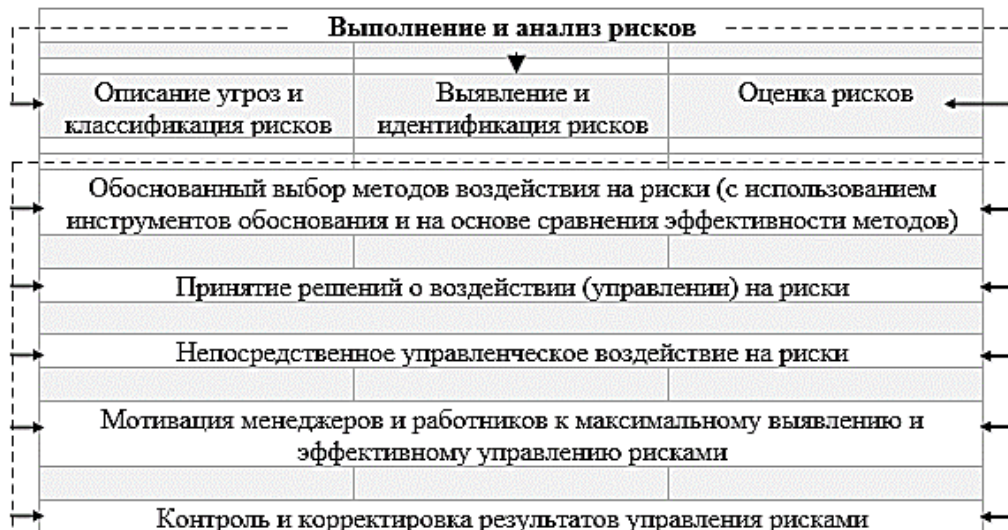 Выполнение и анализ рисков
Описание угроз и
классификация рисков
Выявление и
идентификация рисков
Оценка рисков
Обоснованный выбор методов воздействия на риски (с использованием
инструментов обоснования и на основе сравнения эффективности методов)
Принятие решений о воздействии (управлении) на риски
Непосредственное управленческое воздействие на риски
Мотивация менеджеров и работников к максимальному выявлению и
эффективному управлению рисками
Контроль и корректировка результатов управления рисками